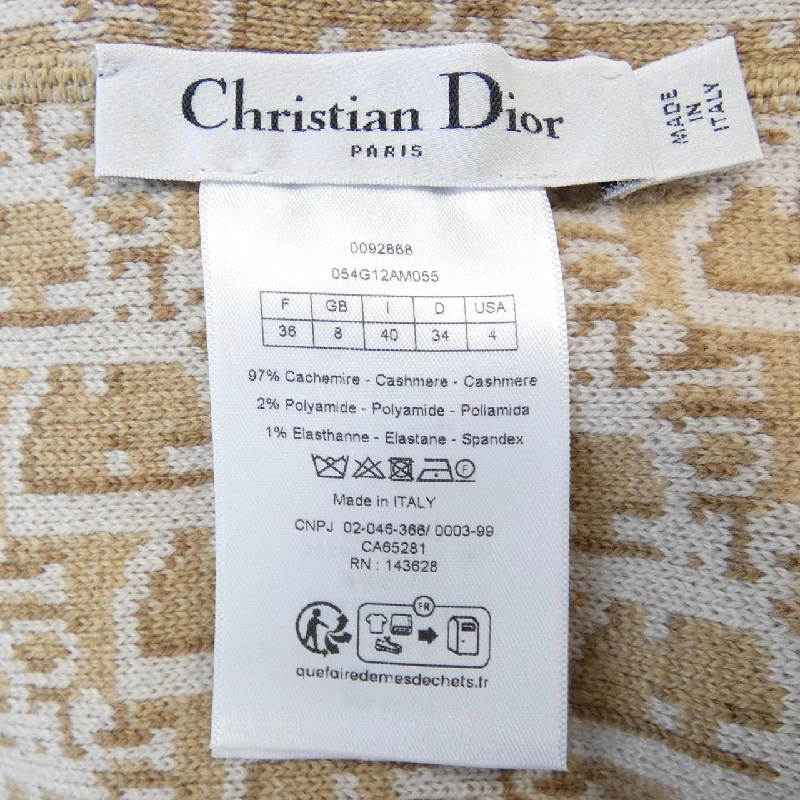 Christian Dior
PARIS
MADE
IN
ITALY
0092868
054G12AM055
F GB I D USA
36 8 40 34 4
97% Cachemire - Cashmere - Cashmere
2% Polyamide - Polyamide - Poliamida
1% Elasthanne - Elastane - Spandex
F
Made in ITALY
CNPJ 02-046-366/ 0003-99
CA65281
RN : 143628
FR
quefairedemesdechets.fr